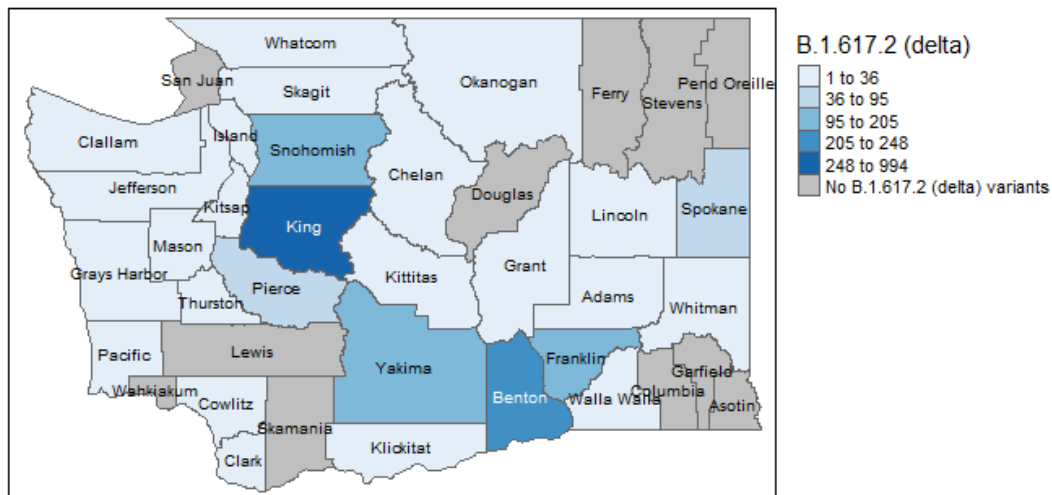 Whatcom
San Juan
Skagit
Okanogan
Ferry
Stevens
Pend Oreille
Clallam
Island
Snohomish
Chelan
Douglas
Jefferson
Kitsap
King
Lincoln
Spokane
Mason
Grays Harbor
Kittitas
Grant
Pierce
Thurston
Adams
Whitman
Pacific
Lewis
Yakima
Franklin
Benton
Walla Walla
Columbia
Garfield
Asotin
Wahkiakum
Cowlitz
Skamania
Klickitat
Clark
B.1.617.2 (delta)
1 to 36
36 to 95
95 to 205
205 to 248
248 to 994
No B.1.617.2 (delta) variants